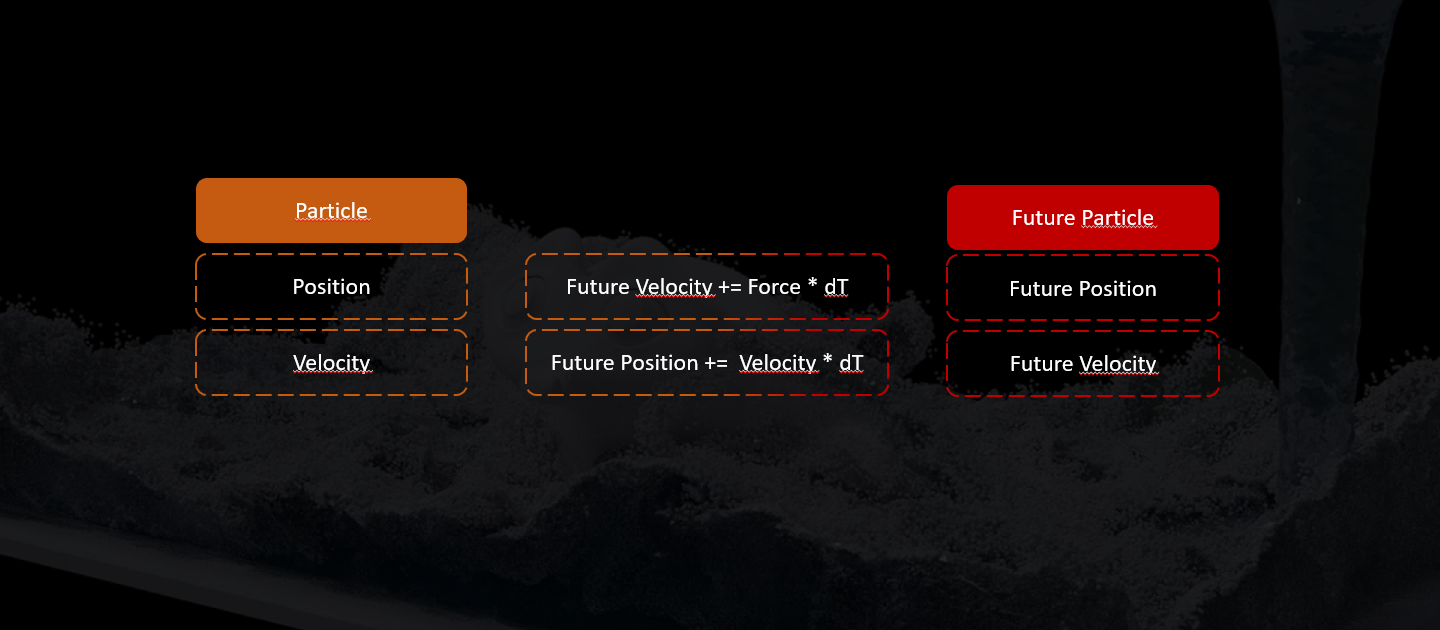 Particle
Position
Velocity
Future Velocity += Force * dT
Future Position += Velocity * dT
Future Particle
Future Position
Future Velocity